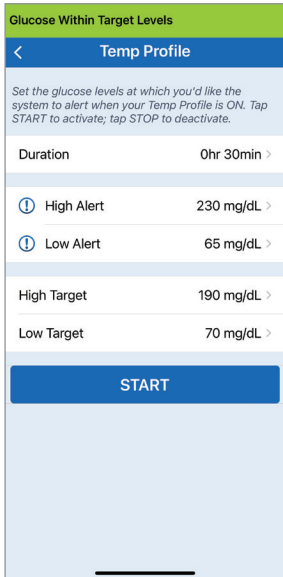 Glucose Within Target Levels
Temp Profile
Set the glucose levels at which you'd like the
system to alert when your Temp Profile is ON. Tap
START to activate; tap STOP to deactivate.
Duration 0hr 30min
High Alert 230 mg/dL
Low Alert 65 mg/dL
High Target 190 mg/dL
Low Target 70 mg/dL
START